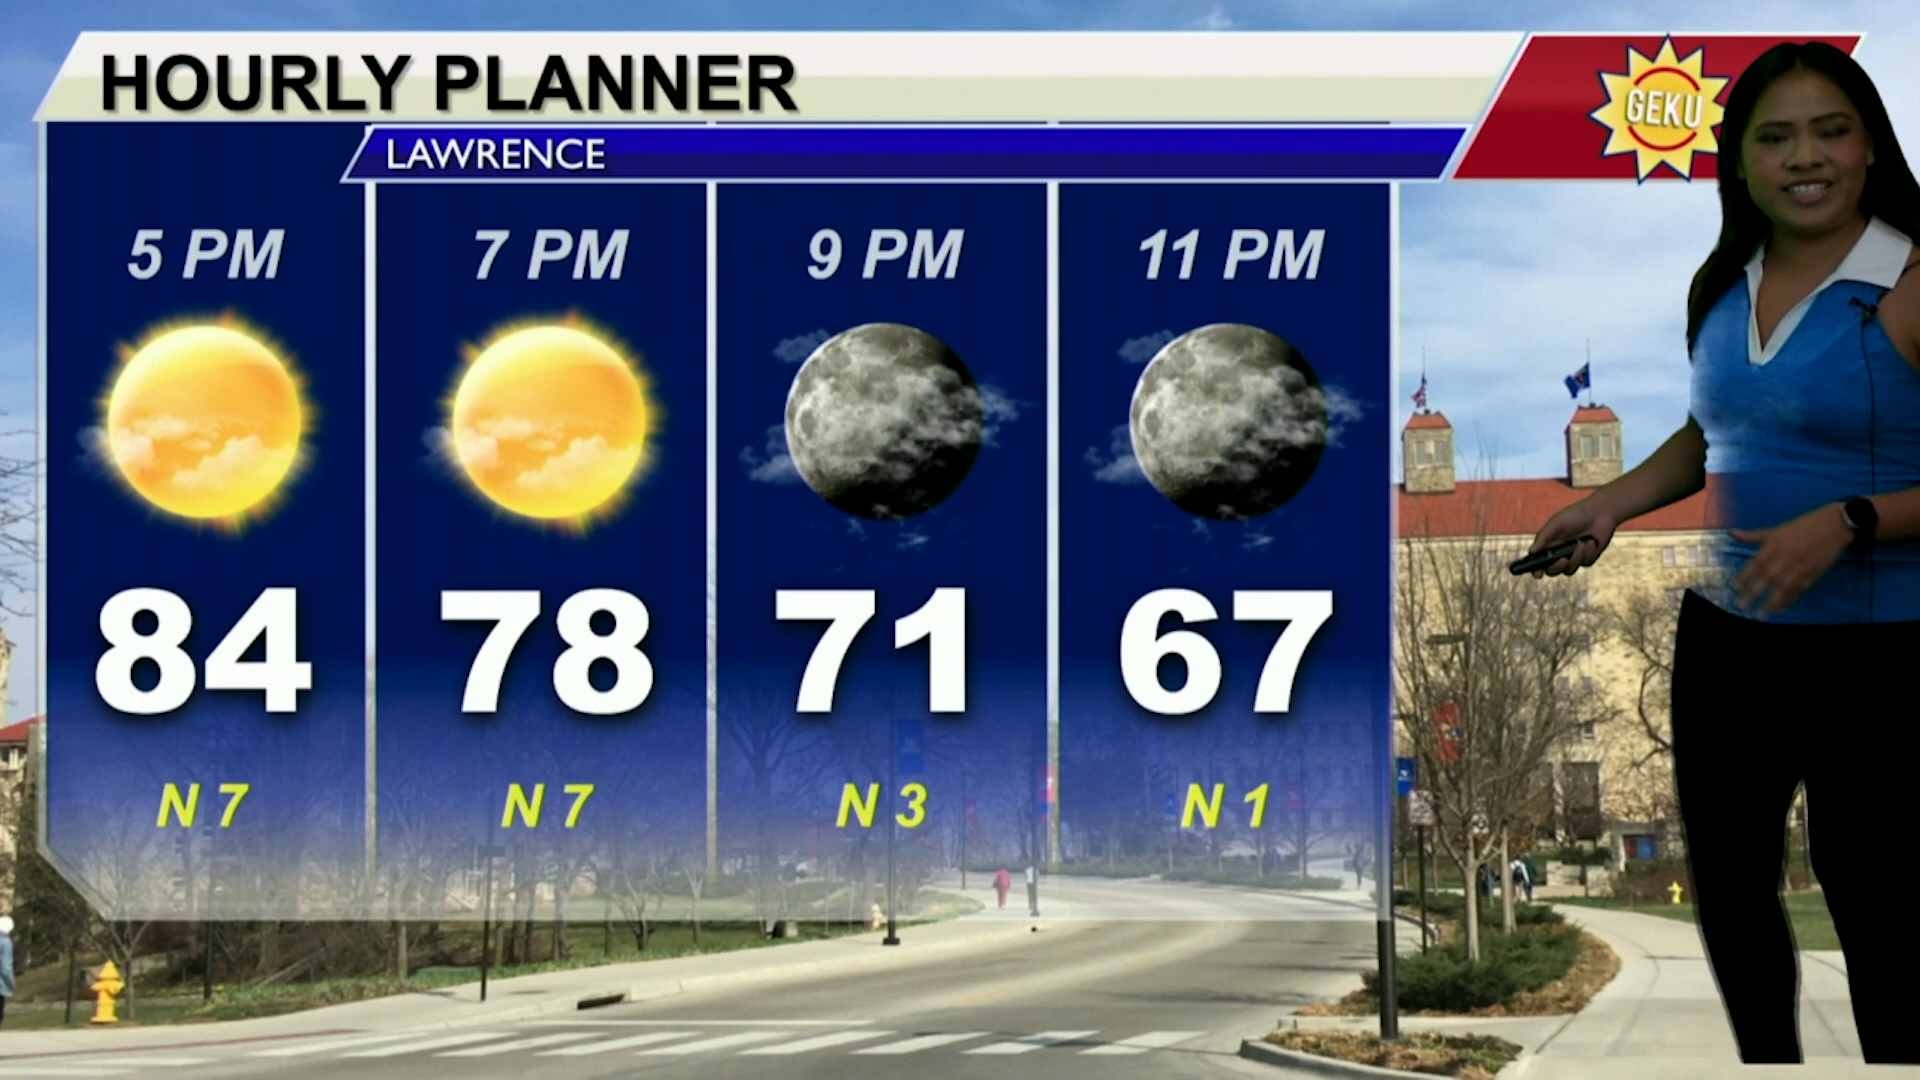 HOURLY PLANNER
GEKU
LAWRENCE
5 PM
7 PM
9 PM
11 PM
84
78
71
67
N 7
N 7
N 3
N 1